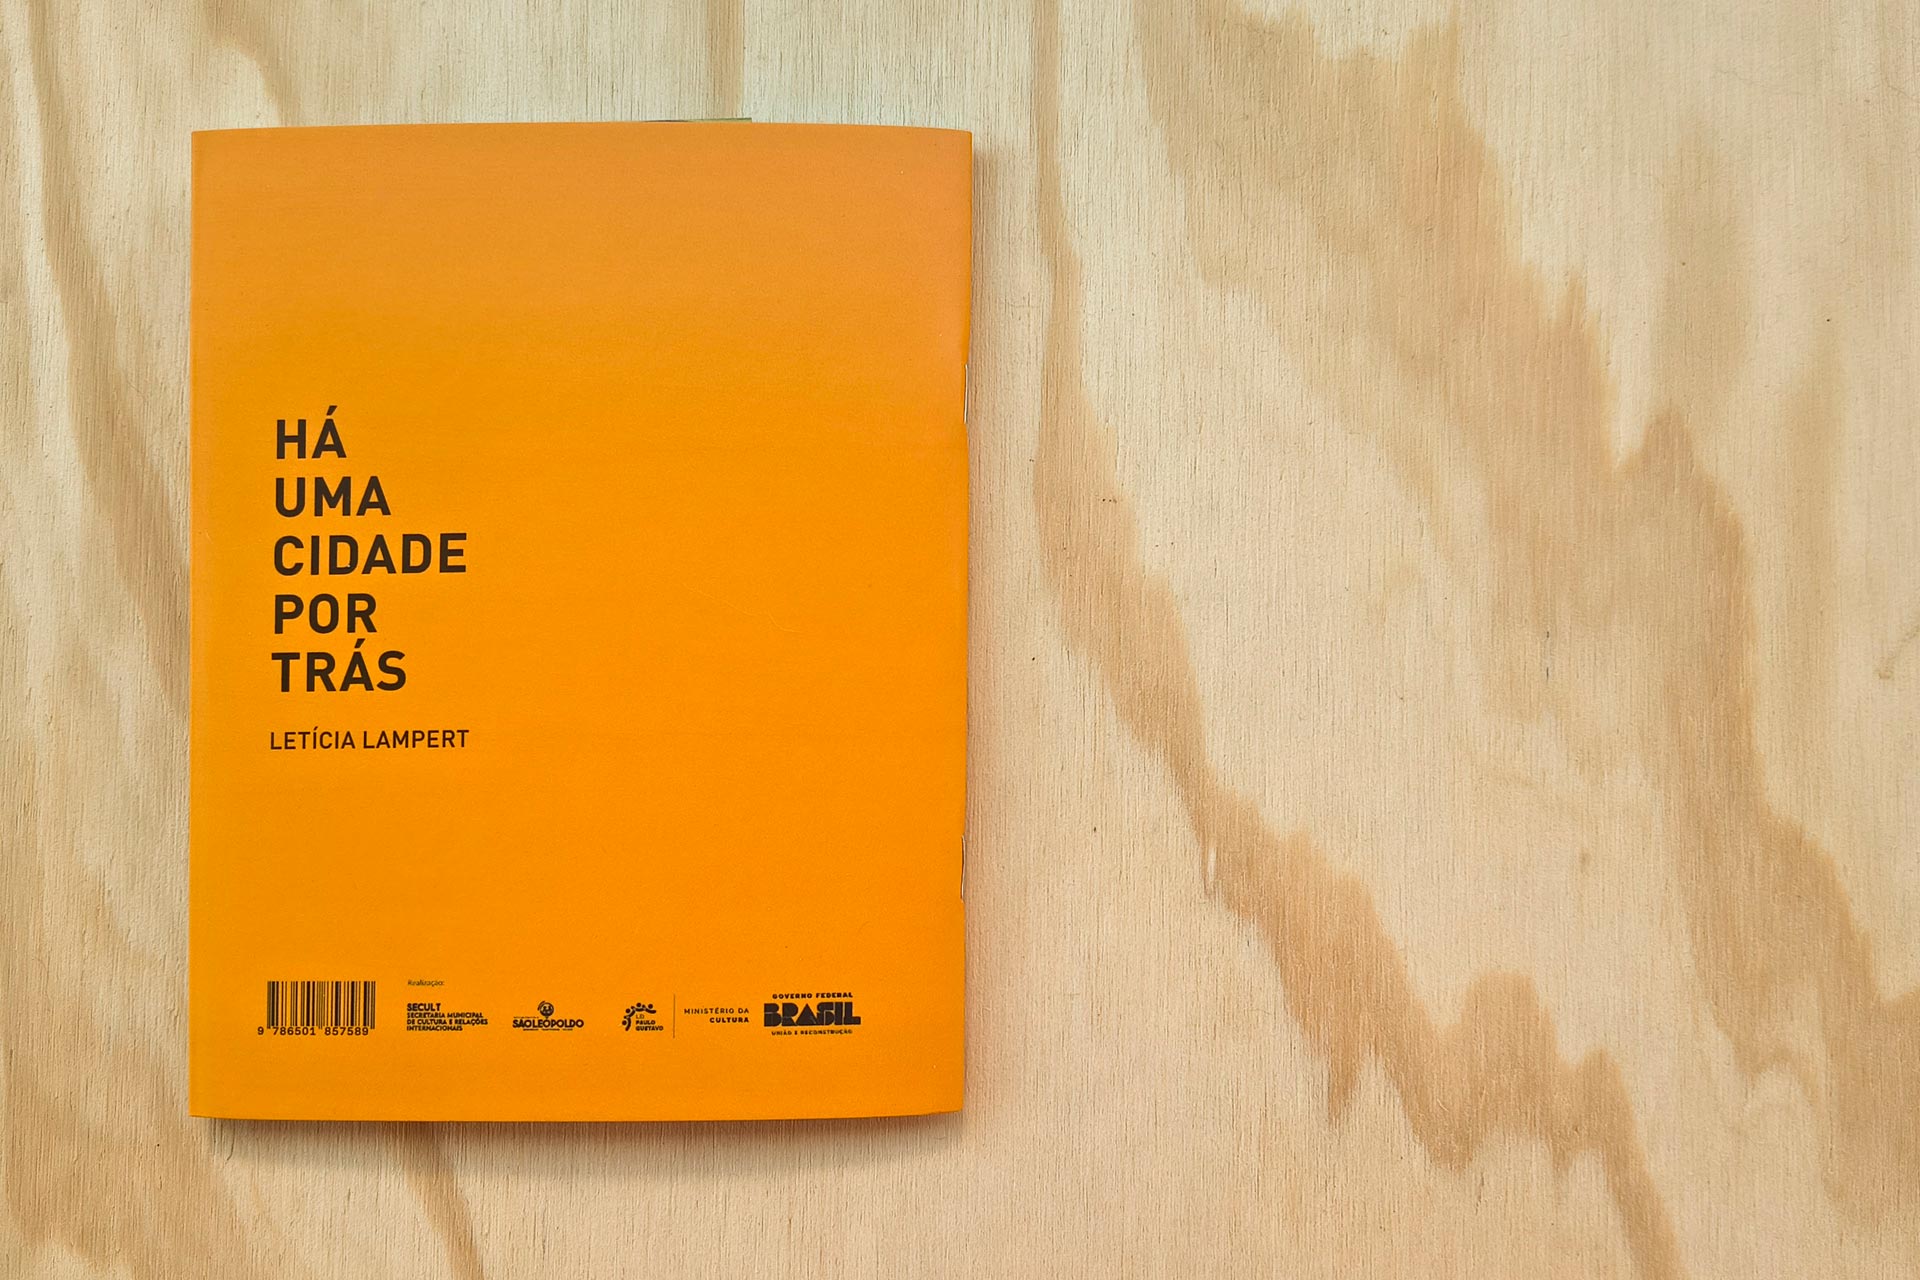 HÁ
UMA
CIDADE
POR
TRÁS
LETÍCIA LAMPERT
Realização:
SECULT
SECRETARIA MUNICIPAL
DE CULTURA E RELAÇÕES
INTERNACIONAIS
SÃO LEOPOLDO
LEI
PAULO
GUSTAVO
MINISTÉRIO DA
CULTURA
GOVERNO FEDERAL
BRASIL
UNIÃO E RECONSTRUÇÃO
9 786501 857589